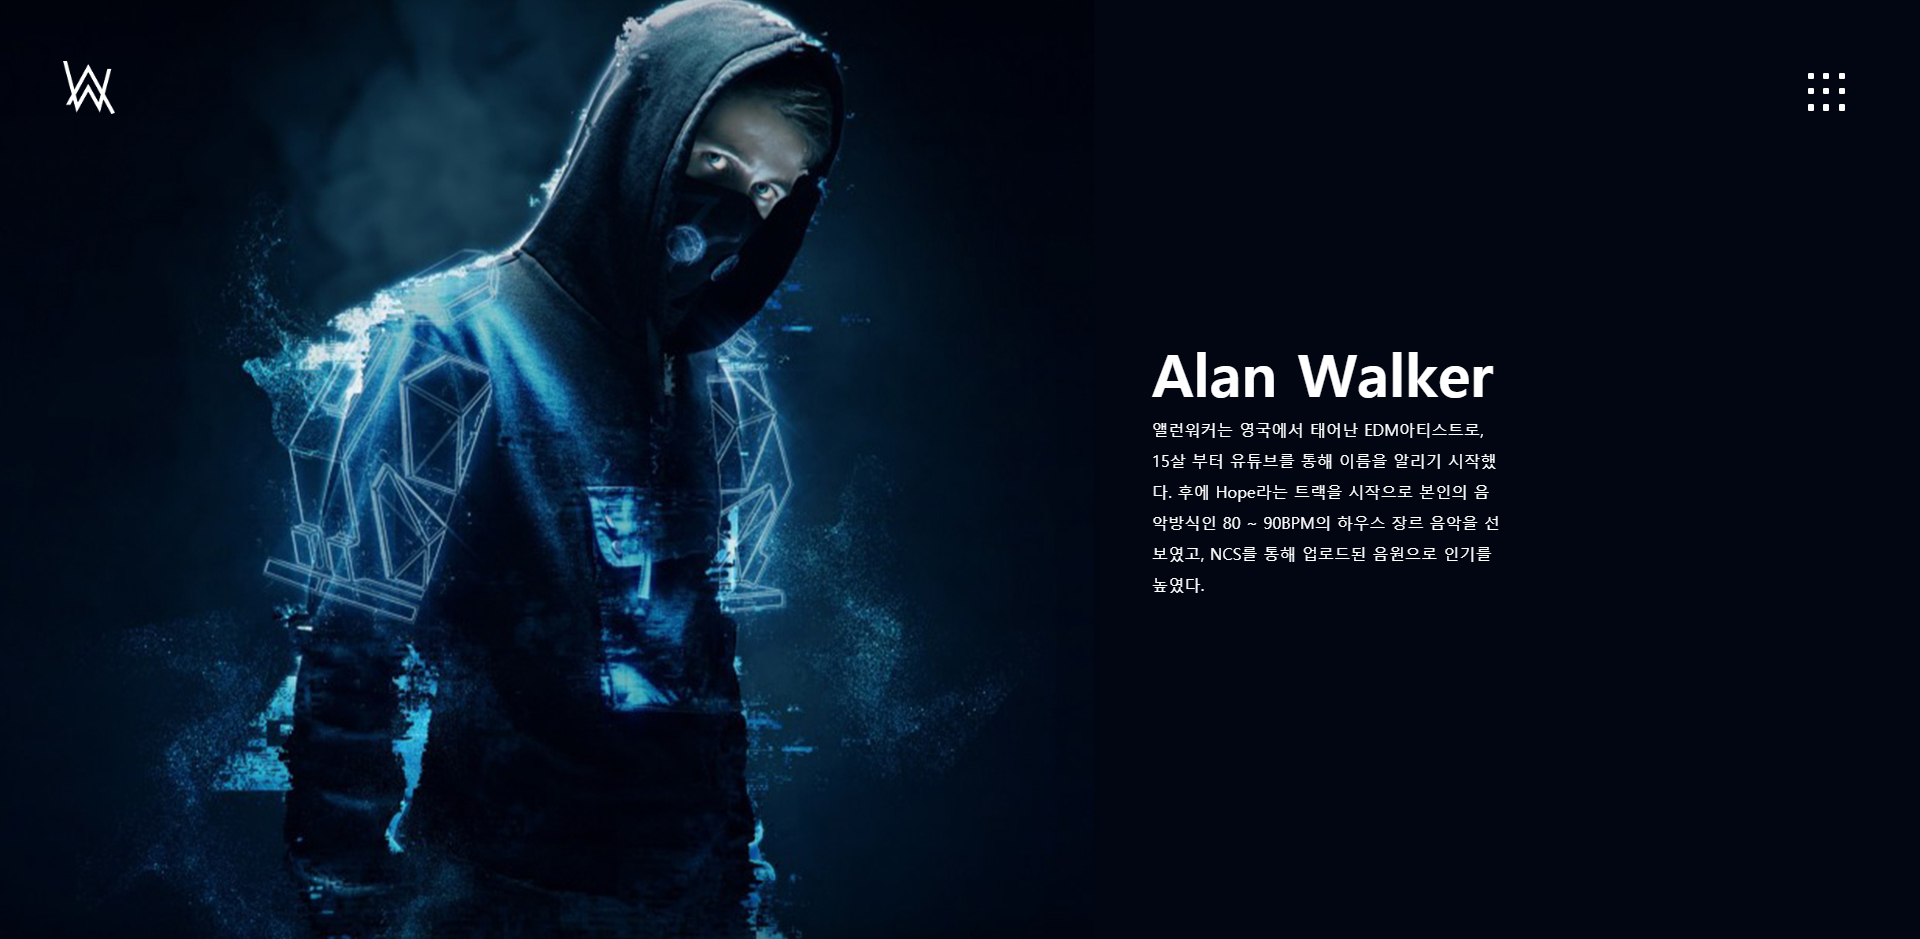 Alan Walker
앨런워커는 영국에서 태어난 EDM아티스트로,
15살 부터 유튜브를 통해 이름을 알리기 시작했
다. 후에 Hope라는 트랙을 시작으로 본인의 음
악방식인 80 ~ 90BPM의 하우스 장르 음악을 선
보였고, NCS를 통해 업로드된 음원으로 인기를
높였다.